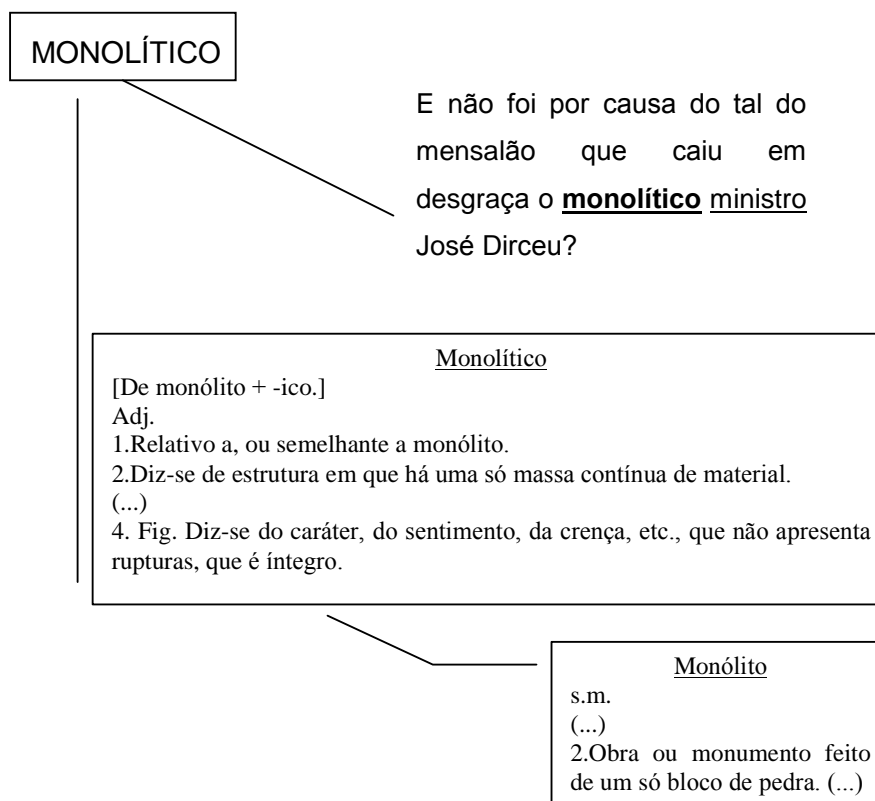 MONOLÍTICO
E não foi por causa do tal do
mensalão que caiu em
desgraça o monolítico ministro
José Dirceu?
Monolítico
[De monólito + -ico.]
Adj.
1.Relativo a, ou semelhante a monólito.
2.Diz-se de estrutura em que há uma só massa contínua de material.
(...)
4. Fig. Diz-se do caráter, do sentimento, da crença, etc., que não apresenta
rupturas, que é íntegro.
Monólito
s.m.
(...)
2.Obra ou monumento feito
de um só bloco de pedra. (...)